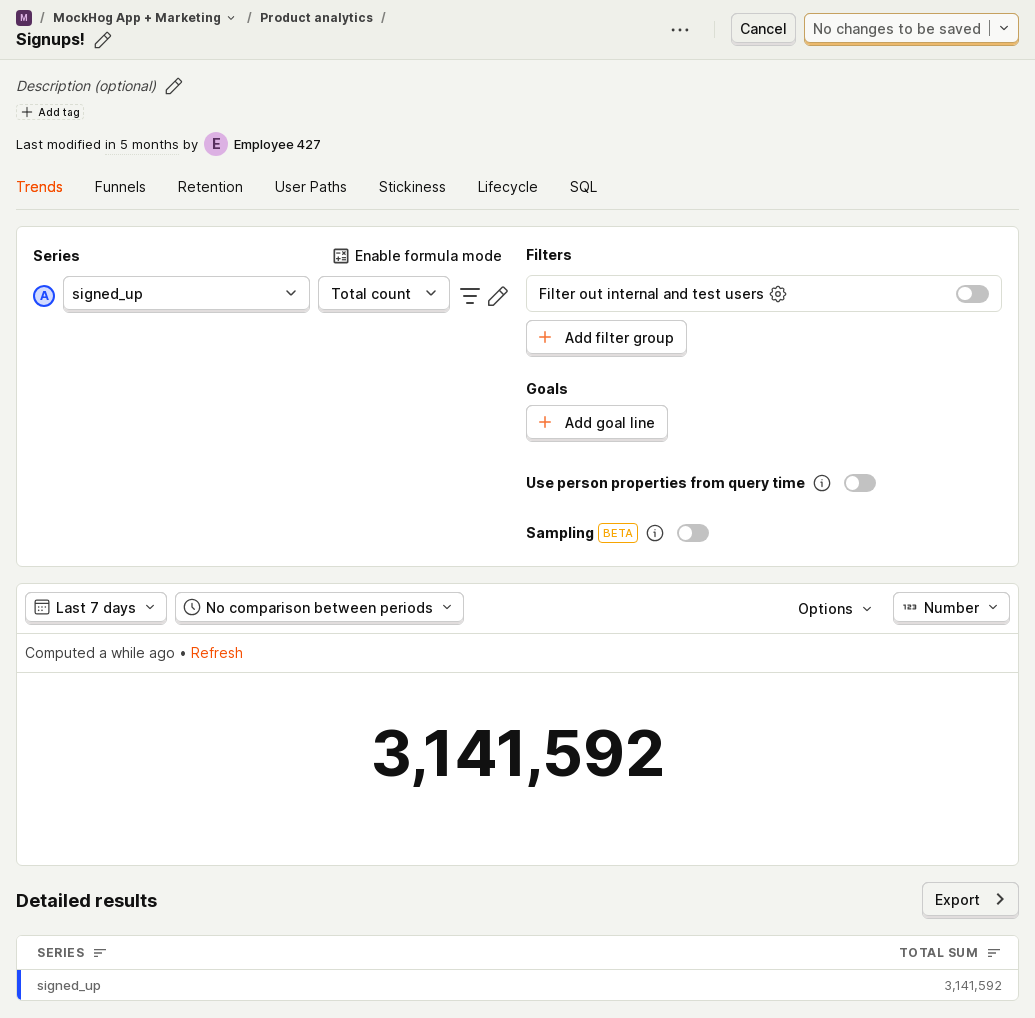 M / MockHog App + Marketing / Product analytics /
Signups!
Cancel
No changes to be saved
Description (optional)
Add tag
Last modified in 5 months by E Employee 427
Trends Funnels Retention User Paths Stickiness Lifecycle SQL
Series
Enable formula mode
A signed_up Total count
Filters
Filter out internal and test users
Add filter group
Goals
Add goal line
Use person properties from query time
Sampling BETA
Last 7 days No comparison between periods Options 123 Number
Computed a while ago • Refresh
3,141,592
Detailed results
Export
SERIES TOTAL SUM
signed_up 3,141,592